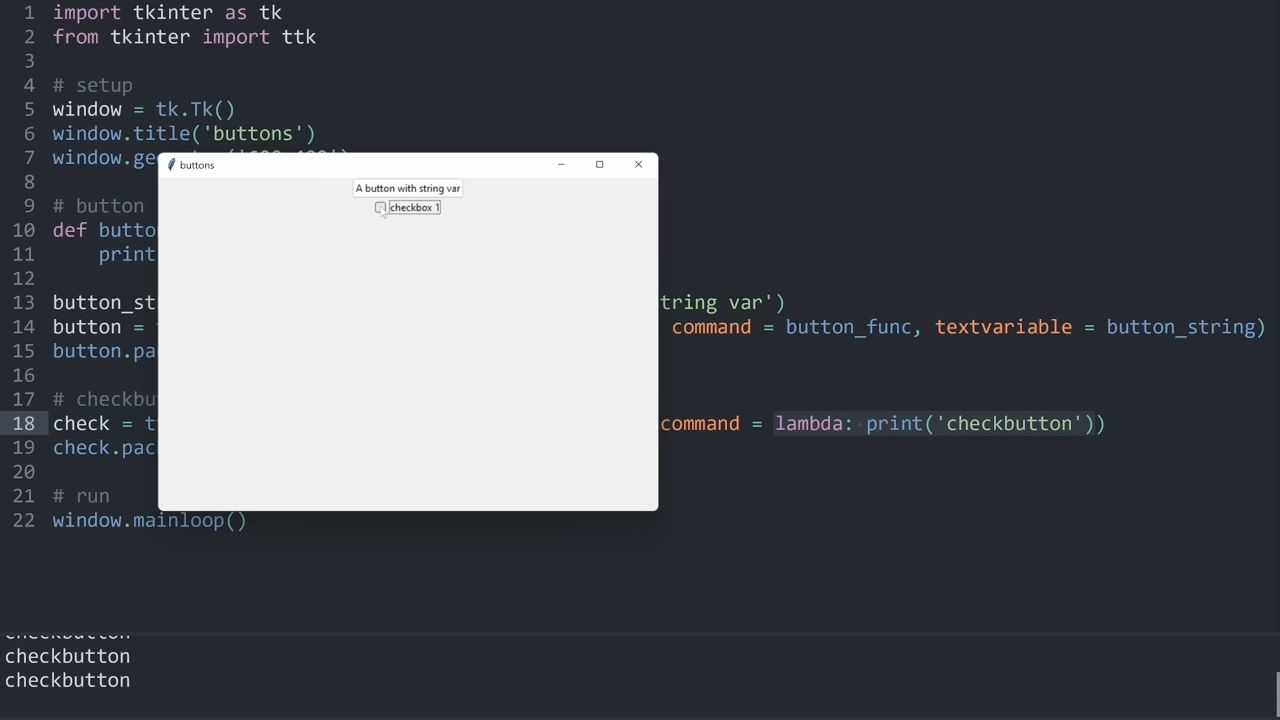 1 import tkinter as tk
2 from tkinter import ttk
3
4 # setup
5 window = tk.Tk()
6 window.title('buttons')
7 window.ge
buttons
8
A button with string var
9 # button
checkbox 1
10 def butto
11 print
12
13 button_st tring var')
14 button = command = button_func, textvariable = button_string)
15 button.pa
16
17 # checkbu
18 check = t command = lambda: print('checkbutton'))
19 check.pac
20
21 # run
22 window.mainloop()
checkbutton
checkbutton
checkbutton